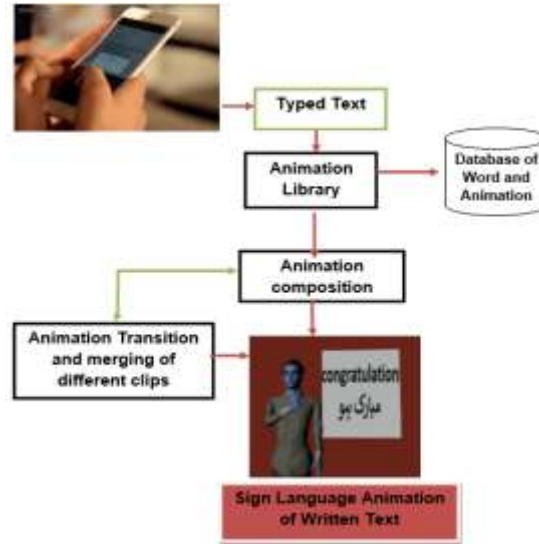 Typed Text
Animation
Library
Database of
Word and
Animation
Animation
composition
Animation Transition
and merging of
different clips
congratulation
مبارک ہو
Sign Language Animation
of Written Text